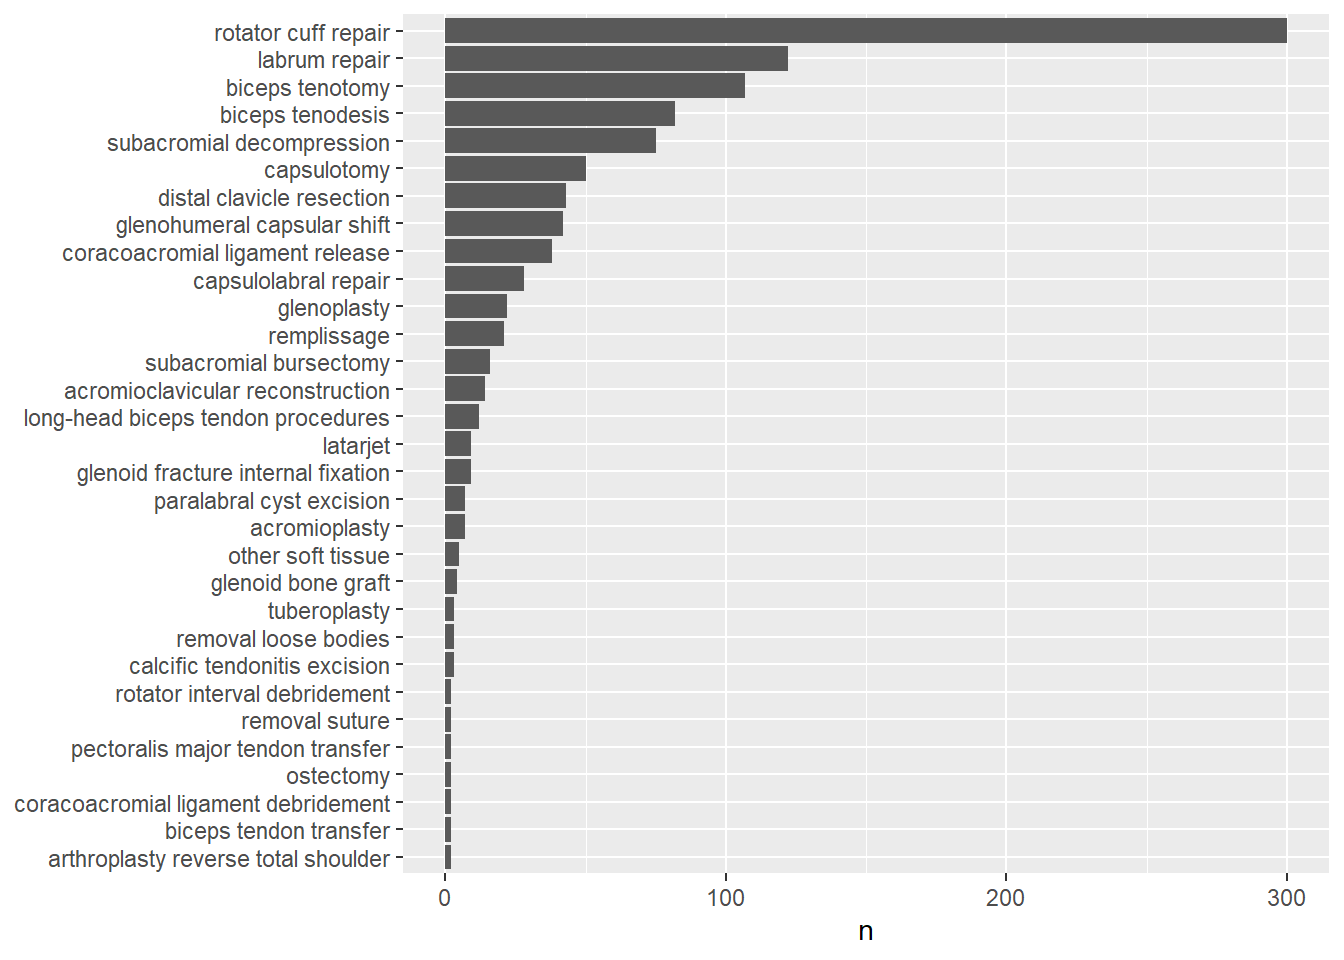 rotator cuff repair
labrum repair
biceps tenotomy
biceps tenodesis
subacromial decompression
capsulotomy
distal clavicle resection
glenohumeral capsular shift
coracoacromial ligament release
capsulolabral repair
glenoplasty
remplissage
subacromial bursectomy
acromioclavicular reconstruction
long-head biceps tendon procedures
latarjet
glenoid fracture internal fixation
paralabral cyst excision
acromioplasty
other soft tissue
glenoid bone graft
tuberoplasty
removal loose bodies
calcific tendonitis excision
rotator interval debridement
removal suture
pectoralis major tendon transfer
ostectomy
coracoacromial ligament debridement
biceps tendon transfer
arthroplasty reverse total shoulder
0 100 200 300
n